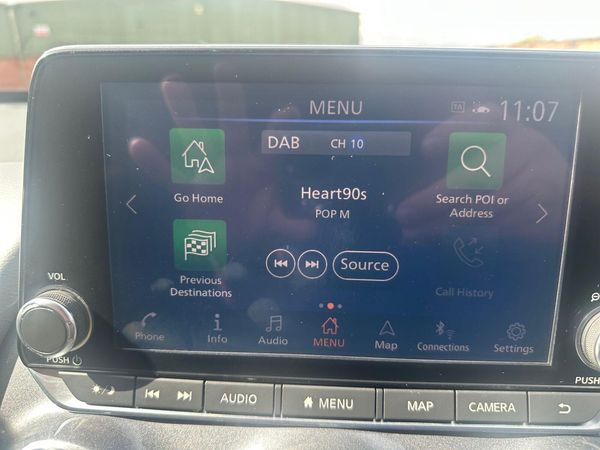 MENU
TA
11:07
DAB
CH 10
Go Home
Heart90s
POP M
Search POI or
Address
Previous
Destinations
Source
Call History
Phone
Info
Audio
MENU
Map
Connections
Settings
VOL
PUSH
AUDIO
MENU
MAP
CAMERA
PUSH